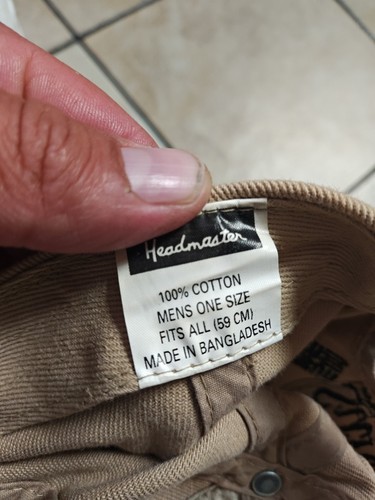 Headmaster
100% COTTON
MENS ONE SIZE
FITS ALL (59 CM)
MADE IN BANGLADESH